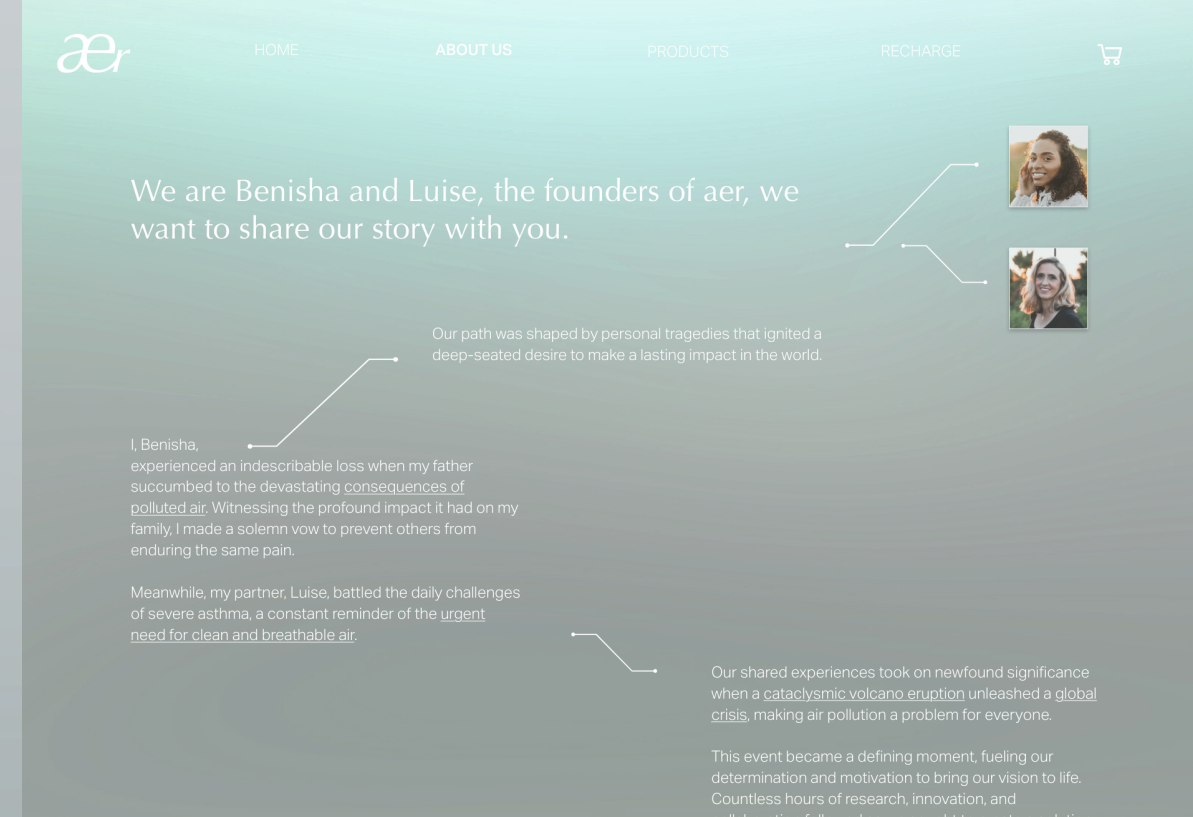 ær
HOME
ABOUT US
PRODUCTS
RECHARGE
We are Benisha and Luise, the founders of aer, we
want to share our story with you.
Our path was shaped by personal tragedies that ignited a
deep-seated desire to make a lasting impact in the world.
I, Benisha,
experienced an indescribable loss when my father
succumbed to the devastating consequences of
polluted air. Witnessing the profound impact it had on my
family, I made a solemn vow to prevent others from
enduring the same pain.
Meanwhile, my partner, Luise, battled the daily challenges
of severe asthma, a constant reminder of the urgent
need for clean and breathable air.
Our shared experiences took on newfound significance
when a cataclysmic volcano eruption unleashed a global
crisis, making air pollution a problem for everyone.
This event became a defining moment, fueling our
determination and motivation to bring our vision to life.
Countless hours of research, innovation, and